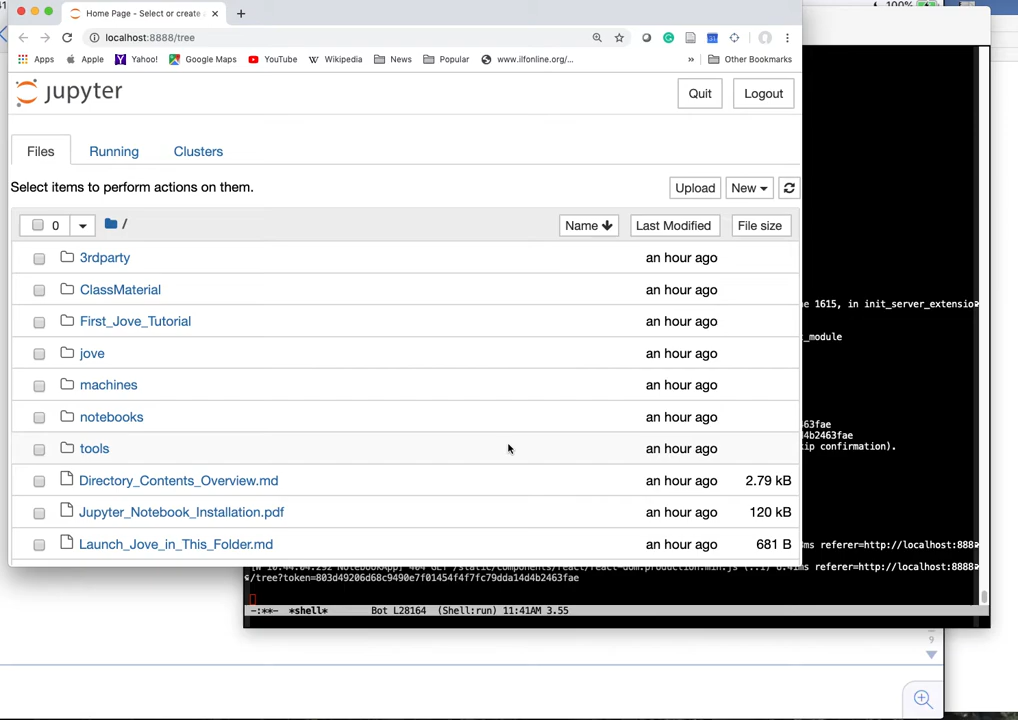 100%
Home Page - Select or create
localhost:8888/tree
Apps Apple Yahoo! Google Maps YouTube Wikipedia News Popular www.ilfonline.org/... » Other Bookmarks
jupyter
Quit Logout
Files Running Clusters
Select items to perform actions on them.
Upload New
0 / Name Last Modified File size
3rdparty an hour ago
ClassMaterial an hour ago
First_Jove_Tutorial an hour ago
e 1615, in init_server_extensio
_module
jove an hour ago
machines an hour ago
notebooks an hour ago
63fae
d4b2463fae
ip confirmation).
tools an hour ago
Directory_Contents_Overview.md an hour ago 2.79 kB
Jupyter_Notebook_Installation.pdf an hour ago 120 kB
Launch_Jove_in_This_Folder.md an hour ago 681 B
ms referer=http://localhost:888
ms referer=http://localhost:888
/tree?token=803d49206d68c9490e7f01454f4f7fc79dda14d4b2463fae
-:**- *shell* Bot L28164 (Shell:run) 11:41AM 3.55
9